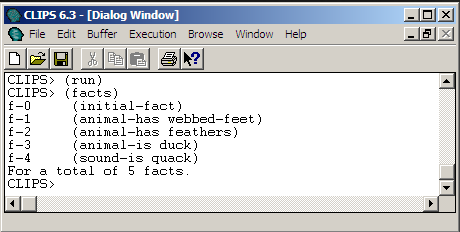 CLIPS 6.3 - [Dialog Window]
File Edit Buffer Execution Browse Window Help
CLIPS> (run)
CLIPS> (facts)
f-0 (initial-fact)
f-1 (animal-has webbed-feet)
f-2 (animal-has feathers)
f-3 (animal-is duck)
f-4 (sound-is quack)
For a total of 5 facts.
CLIPS>